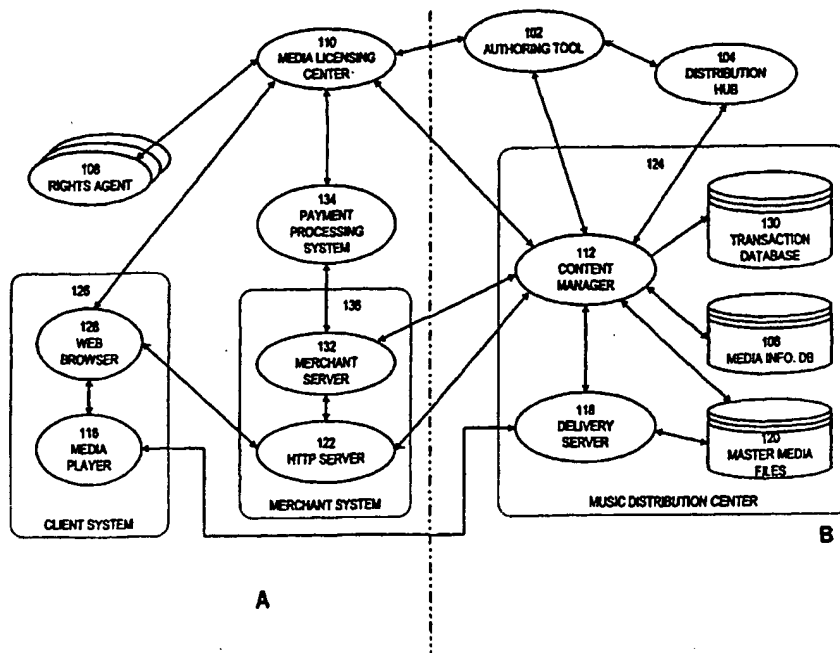 110
MEDIA LICENSING
CENTER
102
AUTHORING TOOL
104
DISTRIBUTION
HUB
108
RIGHTS AGENT
134
PAYMENT
PROCESSING
SYSTEM
124
130
TRANSACTION
DATABASE
112
CONTENT
MANAGER
126
128
WEB
BROWSER
136
132
MERCHANT
SERVER
106
MEDIA INFO. DB
116
MEDIA
PLAYER
122
HTTP SERVER
118
DELIVERY
SERVER
120
MASTER MEDIA
FILES
CLIENT SYSTEM
MERCHANT SYSTEM
MUSIC DISTRIBUTION CENTER
A
B